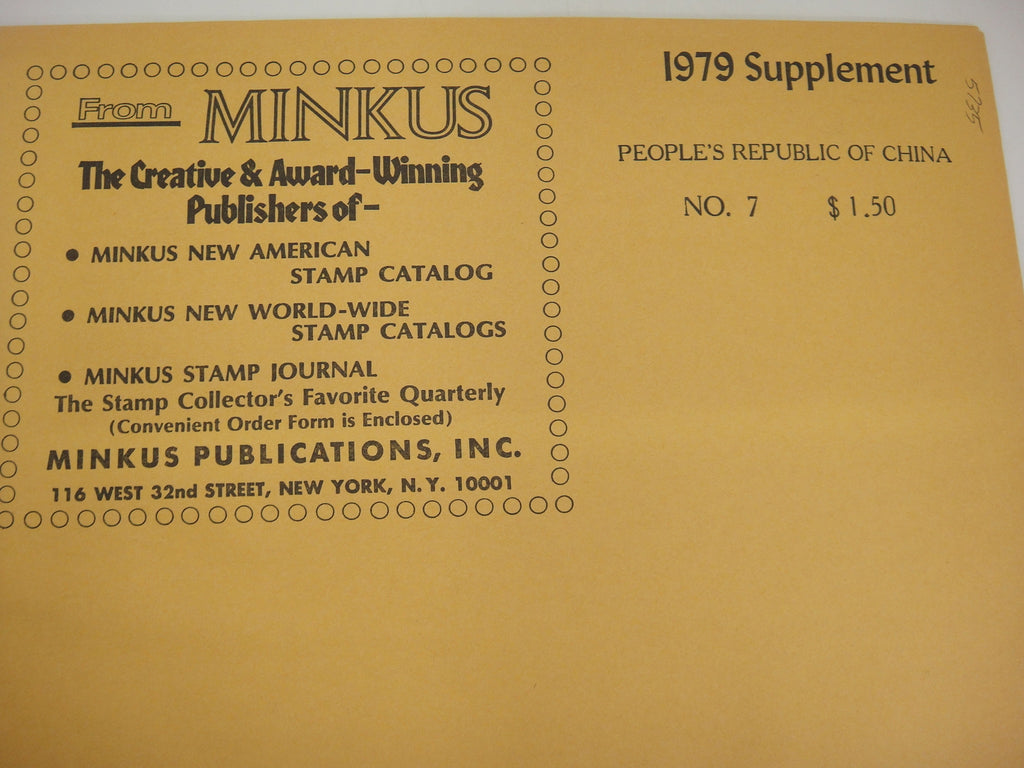 From MINKUS
The Creative & Award-Winning
Publishers of-
● MINKUS NEW AMERICAN
STAMP CATALOG
● MINKUS NEW WORLD-WIDE
STAMP CATALOGS
● MINKUS STAMP JOURNAL
The Stamp Collector's Favorite Quarterly
(Convenient Order Form is Enclosed)
MINKUS PUBLICATIONS, INC.
116 WEST 32nd STREET, NEW YORK, N.Y. 10001
1979 Supplement
PEOPLE'S REPUBLIC OF CHINA
NO. 7 $1.50